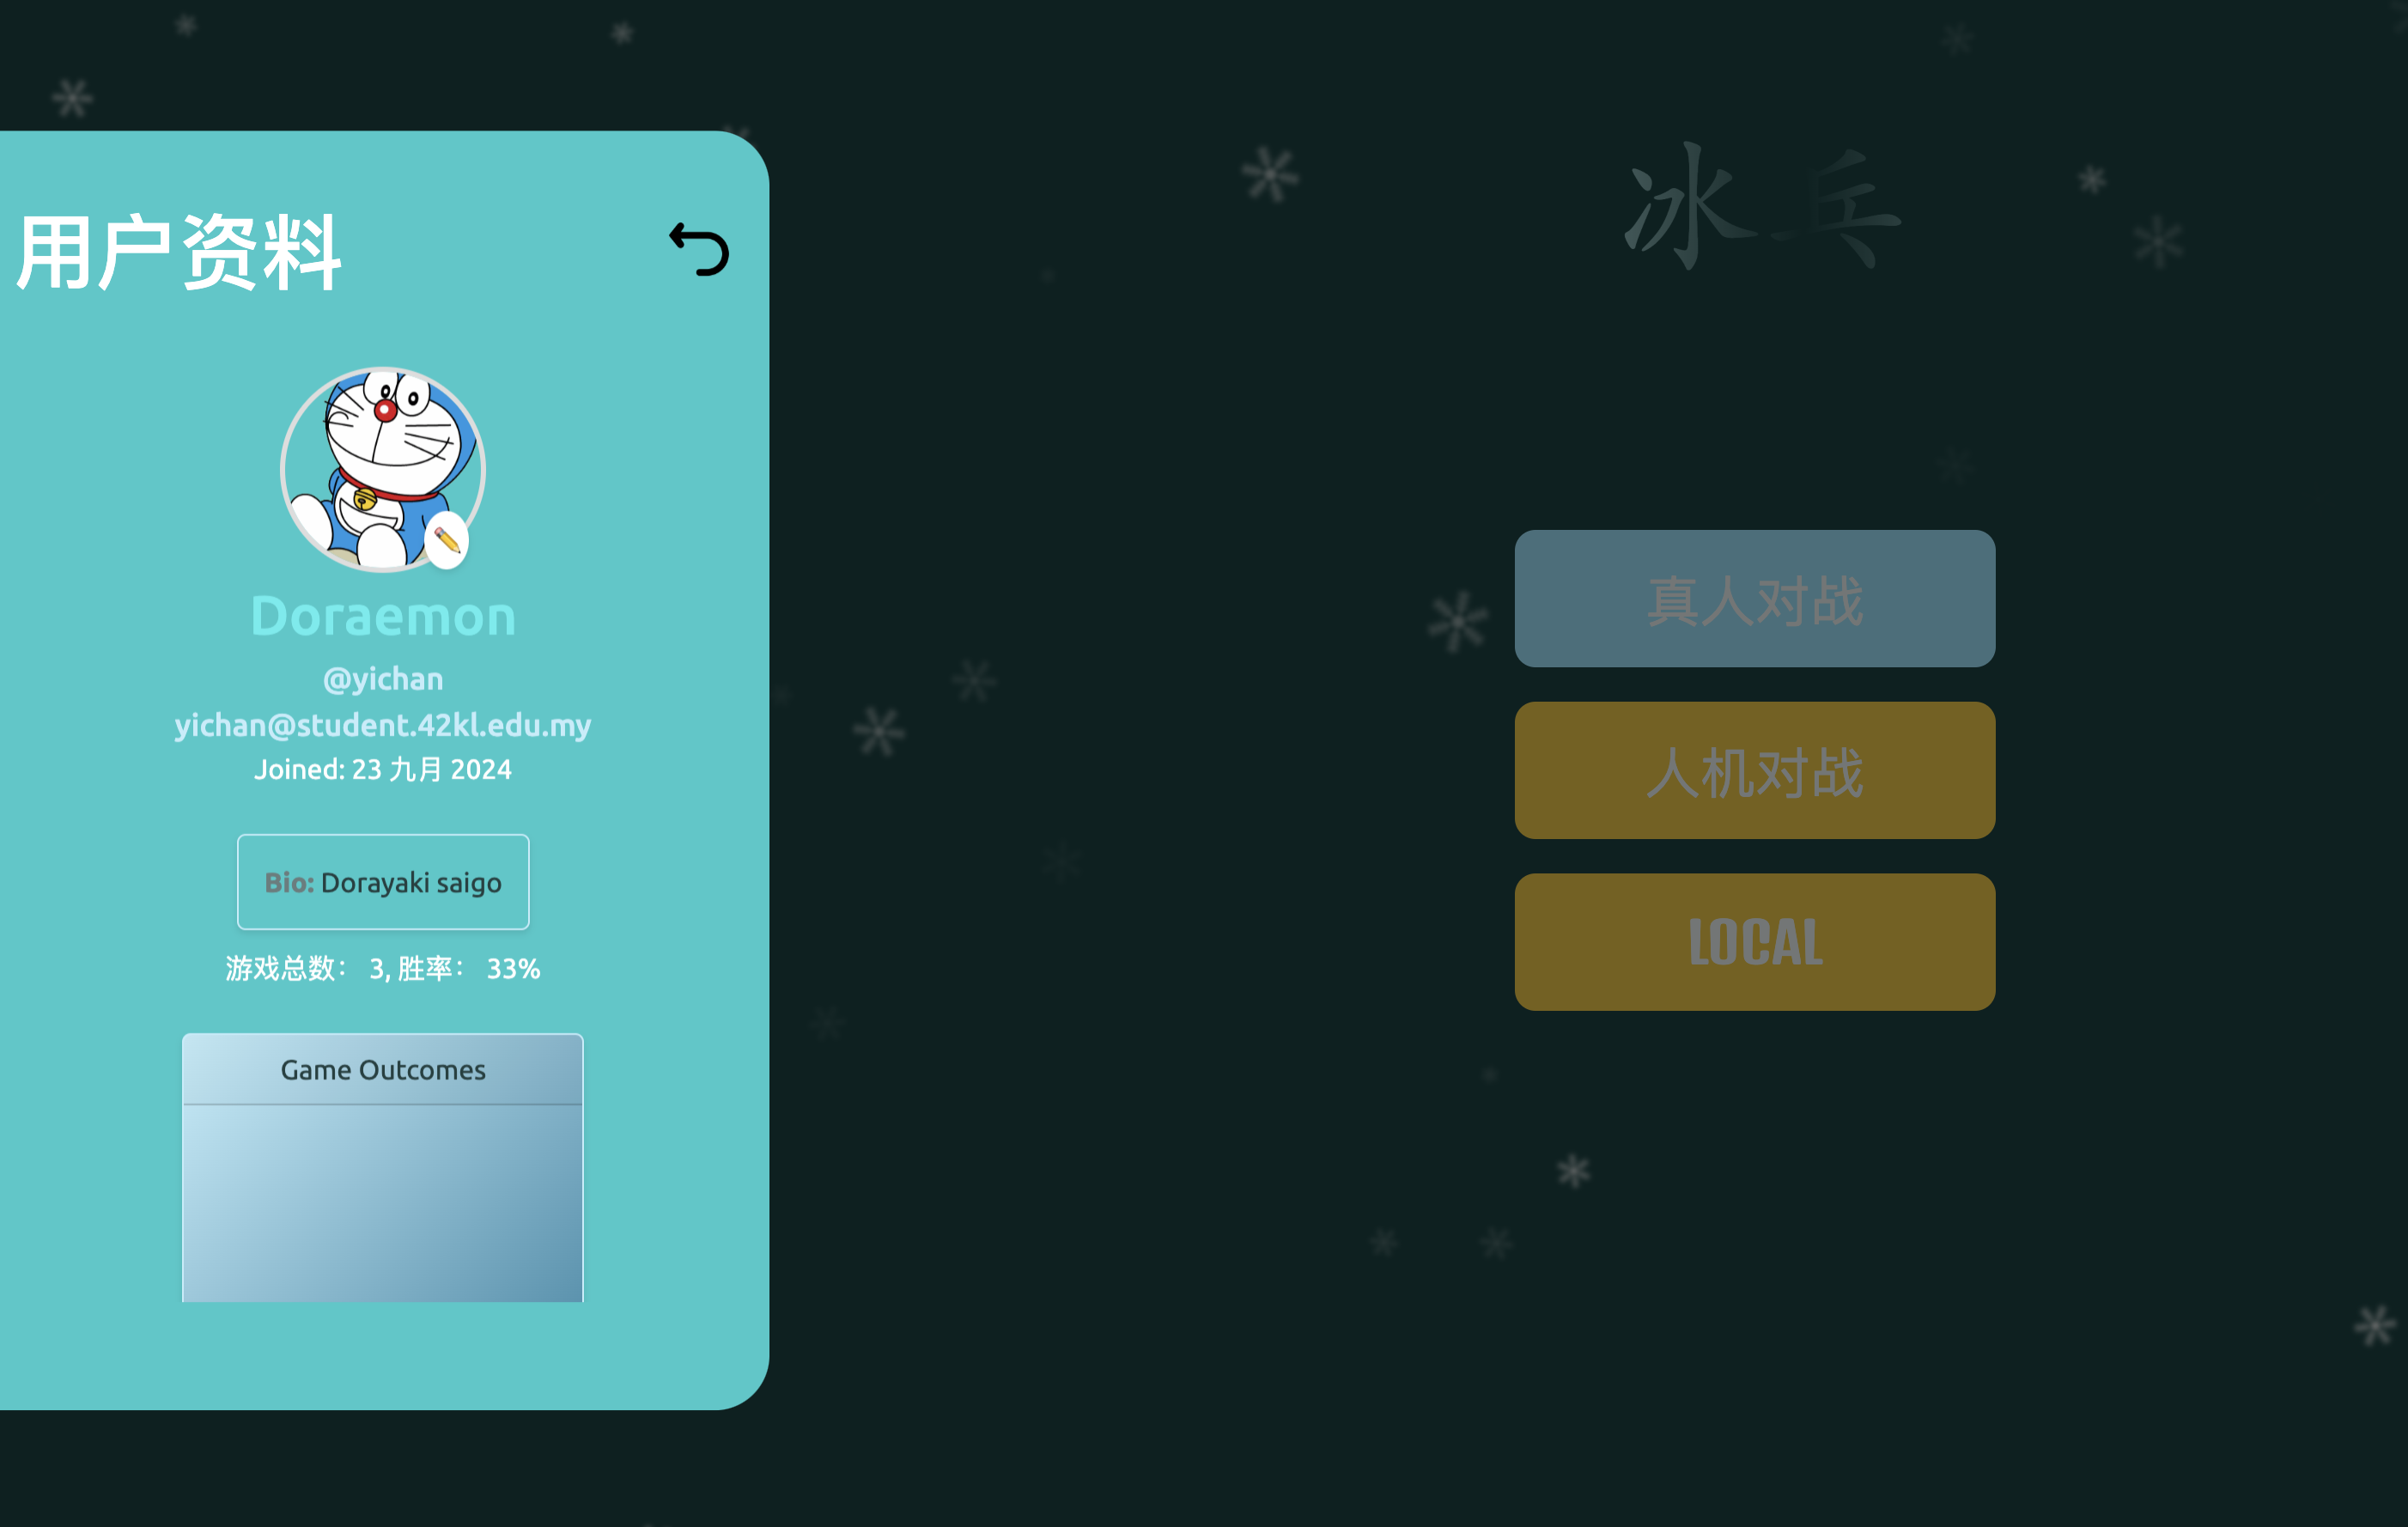 用户资料
Doraemon
@yichan
yichan@student.42kl.edu.my
Joined: 23 九月 2024
Bio: Dorayaki saigo
游戏总数： 3, 胜率： 33%
Game Outcomes
冰乒
真人对战
人机对战
LOCAL